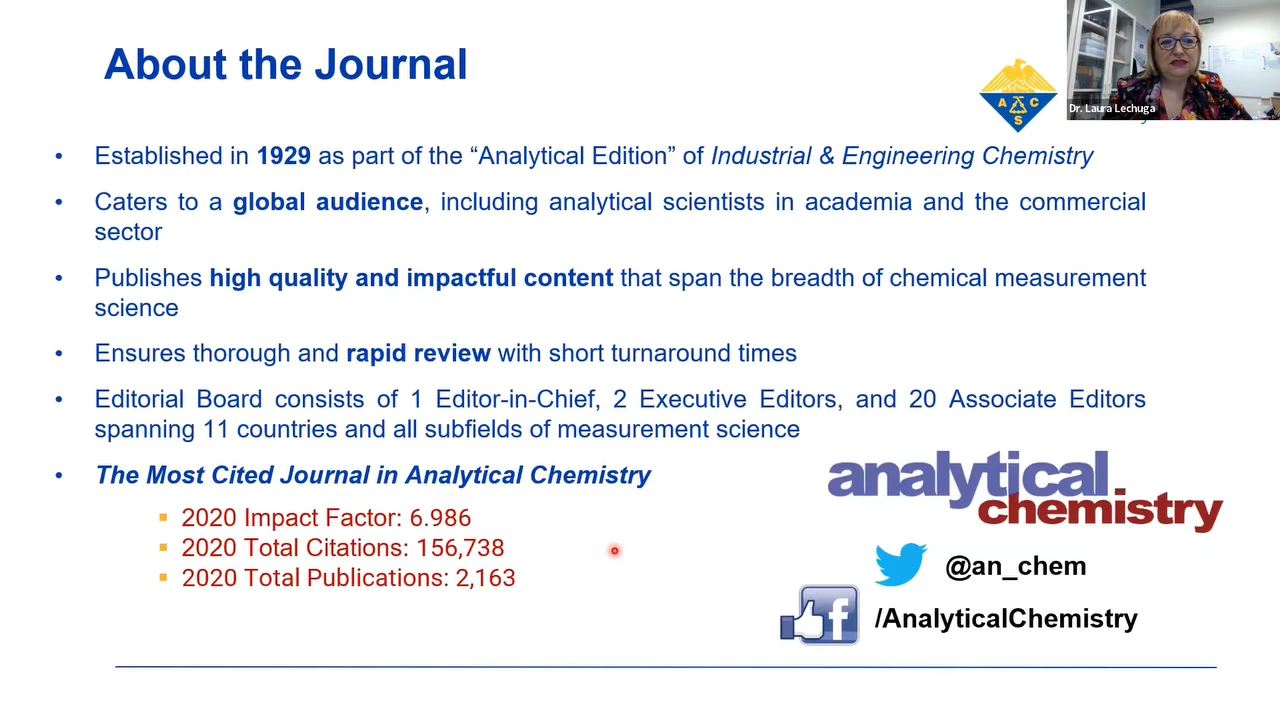 About the Journal
A C
S
Dr. Laura Lechuga
• Established in 1929 as part of the “Analytical Edition” of Industrial & Engineering Chemistry
• Caters to a global audience, including analytical scientists in academia and the commercial
sector
• Publishes high quality and impactful content that span the breadth of chemical measurement
science
• Ensures thorough and rapid review with short turnaround times
• Editorial Board consists of 1 Editor-in-Chief, 2 Executive Editors, and 20 Associate Editors
spanning 11 countries and all subfields of measurement science
• The Most Cited Journal in Analytical Chemistry
▪ 2020 Impact Factor: 6.986
▪ 2020 Total Citations: 156,738
▪ 2020 Total Publications: 2,163
analytical
chemistry
@an_chem
f
/AnalyticalChemistry